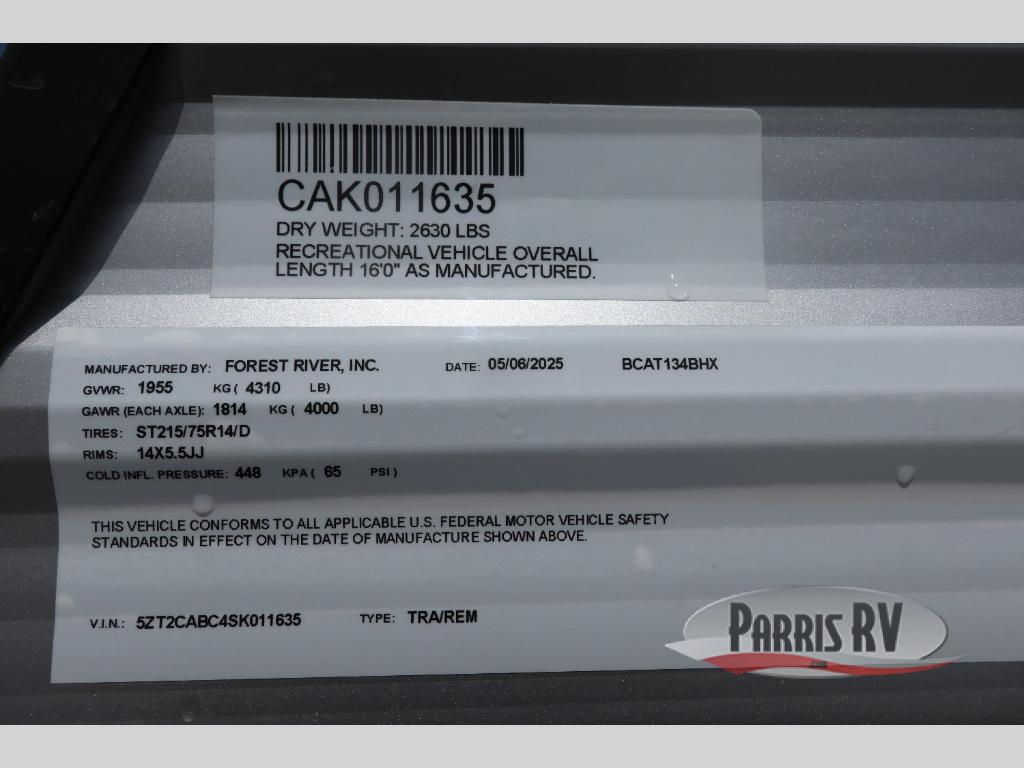 CAK011635
DRY WEIGHT: 2630 LBS
RECREATIONAL VEHICLE OVERALL
LENGTH 16'0" AS MANUFACTURED.
MANUFACTURED BY: FOREST RIVER, INC. DATE: 05/06/2025 BCAT134BHX
GVWR: 1955 KG ( 4310 LB)
GAWR (EACH AXLE): 1814 KG ( 4000 LB)
TIRES: ST215/75R14/D
RIMS: 14X5.5JJ
COLD INFL. PRESSURE: 448 KPA ( 65 PSI )
THIS VEHICLE CONFORMS TO ALL APPLICABLE U.S. FEDERAL MOTOR VEHICLE SAFETY
STANDARDS IN EFFECT ON THE DATE OF MANUFACTURE SHOWN ABOVE.
V.I.N.: 5ZT2CABC4SK011635 TYPE: TRA/REM
PARRIS RV
.com